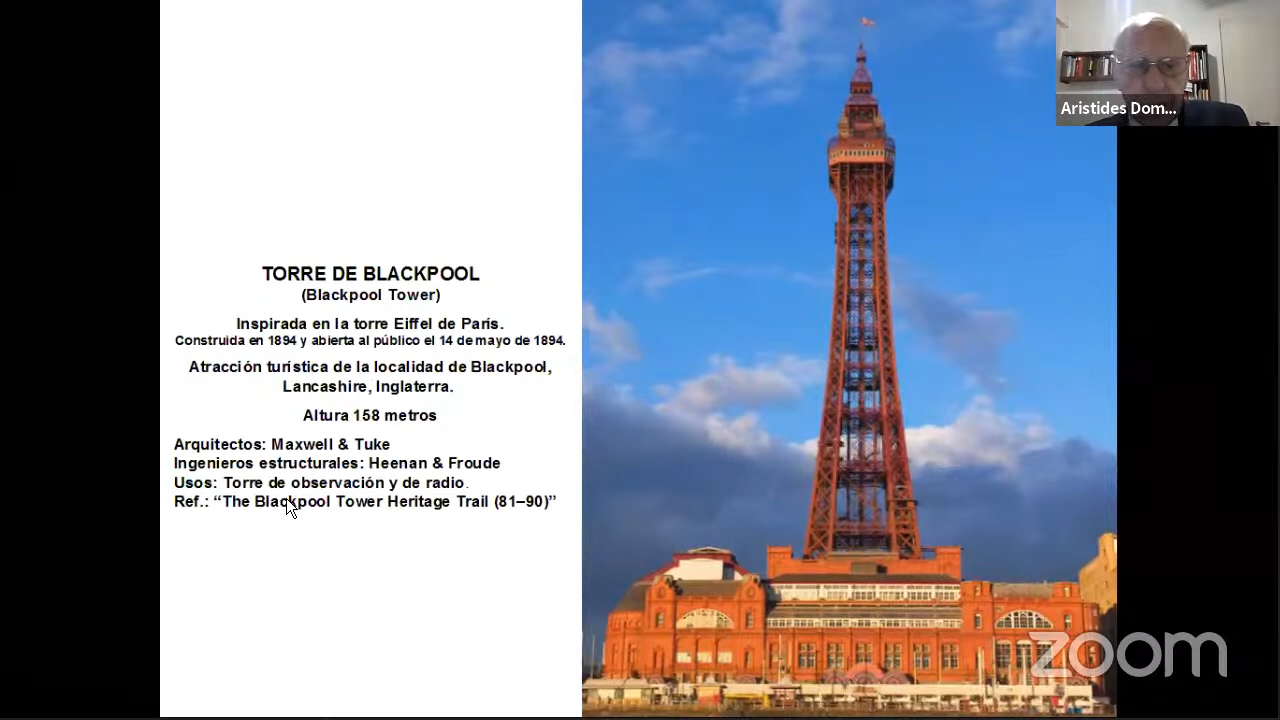 TORRE DE BLACKPOOL
(Blackpool Tower)
Inspirada en la torre Eiffel de París.
Construida en 1894 y abierta al público el 14 de mayo de 1894.
Atracción turística de la localidad de Blackpool,
Lancashire, Inglaterra.
Altura 158 metros
Arquitectos: Maxwell & Tuke
Ingenieros estructurales: Heenan & Froude
Usos: Torre de observación y de radio.
Ref.: “The Blackpool Tower Heritage Trail (81–90)”
Aristides Dom...
zoom